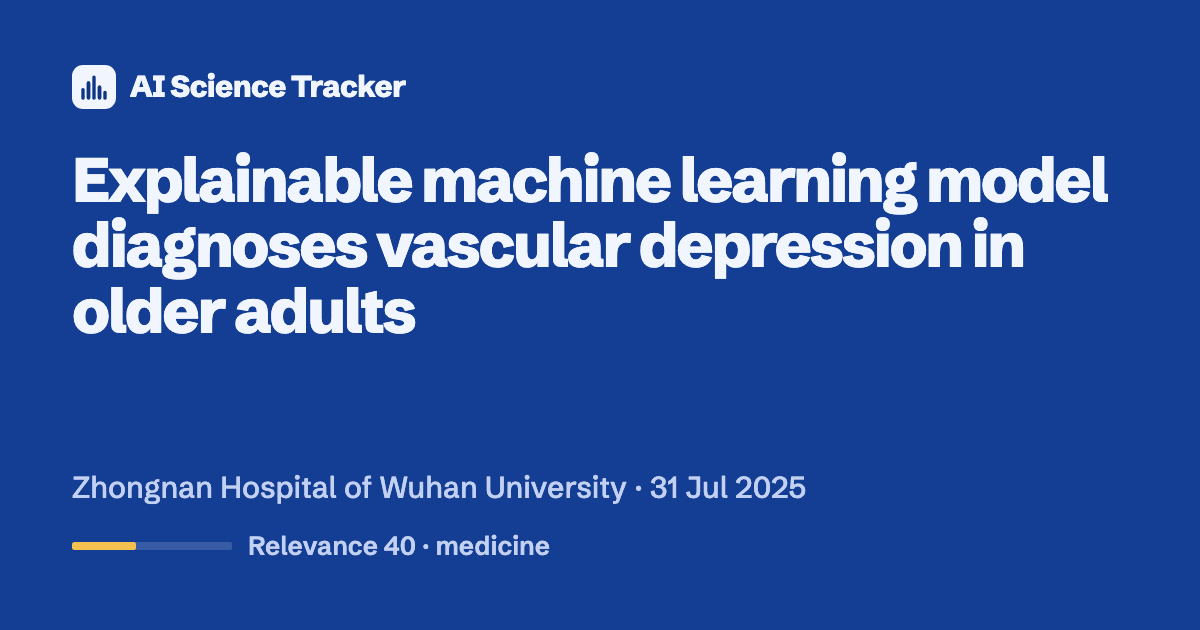 AI Science Tracker
Explainable machine learning model
diagnoses vascular depression in
older adults
Zhongnan Hospital of Wuhan University · 31 Jul 2025
Relevance 40 · medicine